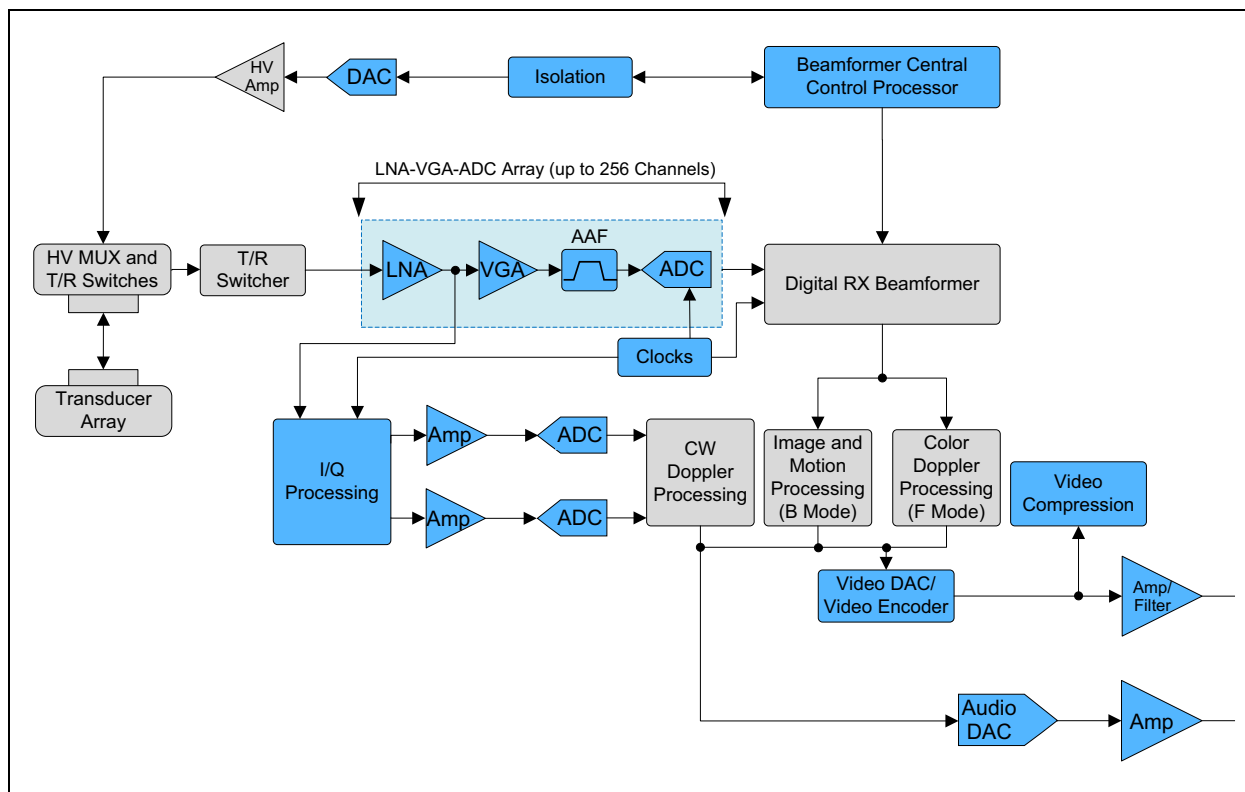 HV
Amp
DAC
Isolation
Beamformer Central
Control Processor
LNA-VGA-ADC Array (up to 256 Channels)
HV MUX and
T/R Switches
T/R
Switcher
LNA
VGA
AAF
ADC
Digital RX Beamformer
Clocks
Transducer
Array
I/Q
Processing
Amp
ADC
Amp
ADC
CW
Doppler
Processing
Image and
Motion
Processing
(B Mode)
Color
Doppler
Processing
(F Mode)
Video
Compression
Video DAC/
Video Encoder
Amp/
Filter
Audio
DAC
Amp